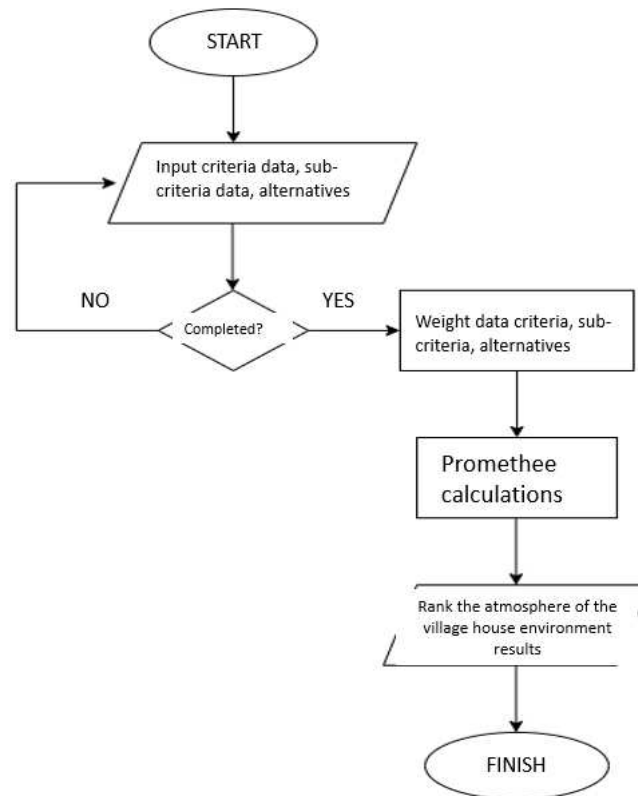 START
Input criteria data, sub-
criteria data, alternatives
NO
Completed?
YES
Weight data criteria, sub-
criteria, alternatives
Promethee
calculations
Rank the atmosphere of the
village house environment
results
FINISH